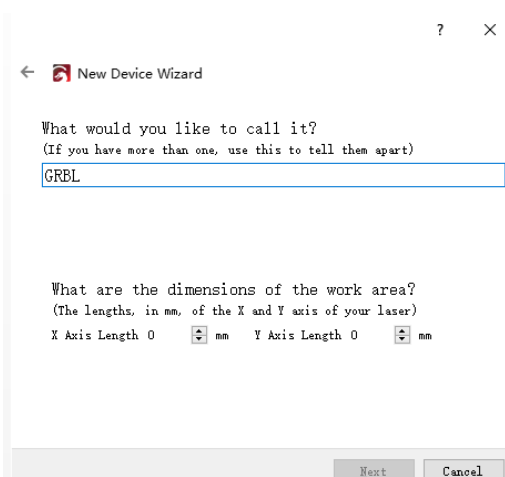 ?
New Device Wizard
What would you like to call it?
(If you have more than one, use this to tell them apart)
GRBL
What are the dimensions of the work area?
(The lengths, in mm, of the X and Y axis of your laser)
X Axis Length 0 mm Y Axis Length 0 mm
Next Cancel